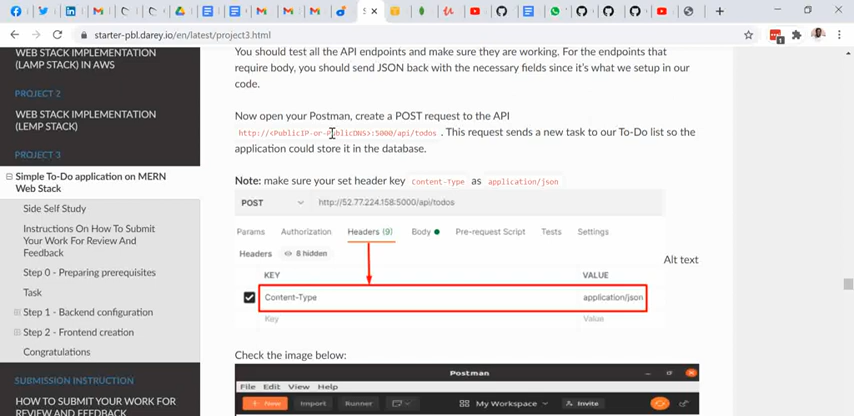 starter-pbl.darey.io/en/latest/project3.html
WEB STACK IMPLEMENTATION
(LAMP STACK) IN AWS
PROJECT 2
WEB STACK IMPLEMENTATION
(LEMP STACK)
PROJECT 3
Simple To-Do application on MERN
Web Stack
Side Self Study
Instructions On How To Submit
Your Work For Review And
Feedback
Step 0 - Preparing prerequisites
Task
Step 1 - Backend configuration
Step 2 - Frontend creation
Congratulations
SUBMISSION INSTRUCTION
HOW TO SUBMIT YOUR WORK FOR
REVIEW AND FEEDBACK
You should test all the API endpoints and make sure they are working. For the endpoints that
require body, you should send JSON back with the necessary fields since it's what we setup in our
code.
Now open your Postman, create a POST request to the API
http://<PublicIP-or-PublicDNS>:5000/api/todos . This request sends a new task to our To-Do list so the
application could store it in the database.
Note: make sure your set header key Content-Type as application/json
POST http://52.77.224.158:5000/api/todos
Params Authorization Headers (9) Body Pre-request Script Tests Settings
Headers 8 hidden
Alt text
KEY VALUE
Content-Type application/json
Key Value
Check the image below:
Postman
File Edit View Help
+ New Import Runner My Workspace Invite